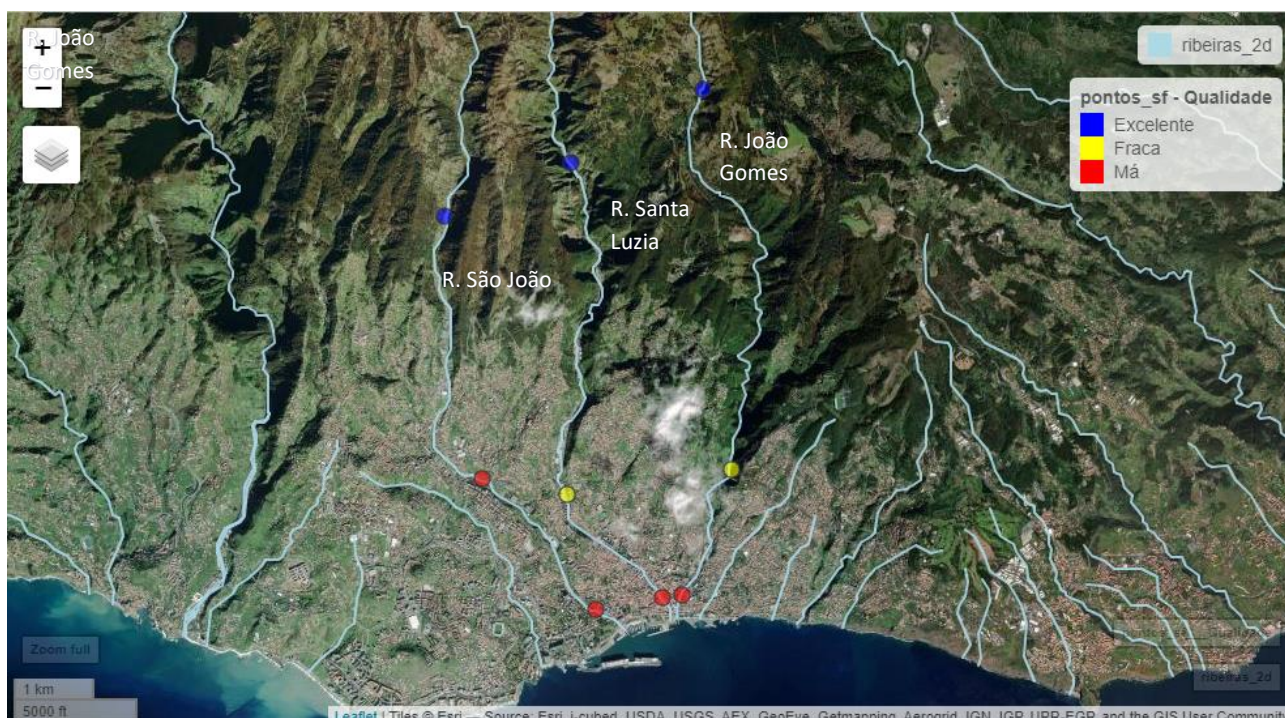 R. João
Gomes
+
−
ribeiras_2d
pontos_sf - Qualidade
Excelente
Fraca
Má
R. João
Gomes
R. Santa
Luzia
R. São João
Zoom full
ribeiras_2d
1 km
5000 ft
Leaflet | Tiles © Esri — Source: Esri, i-cubed, USDA, USGS, AEX, GeoEye, Getmapping, Aerogrid, IGN, IGP, UPR-EGP, and the GIS User Communi